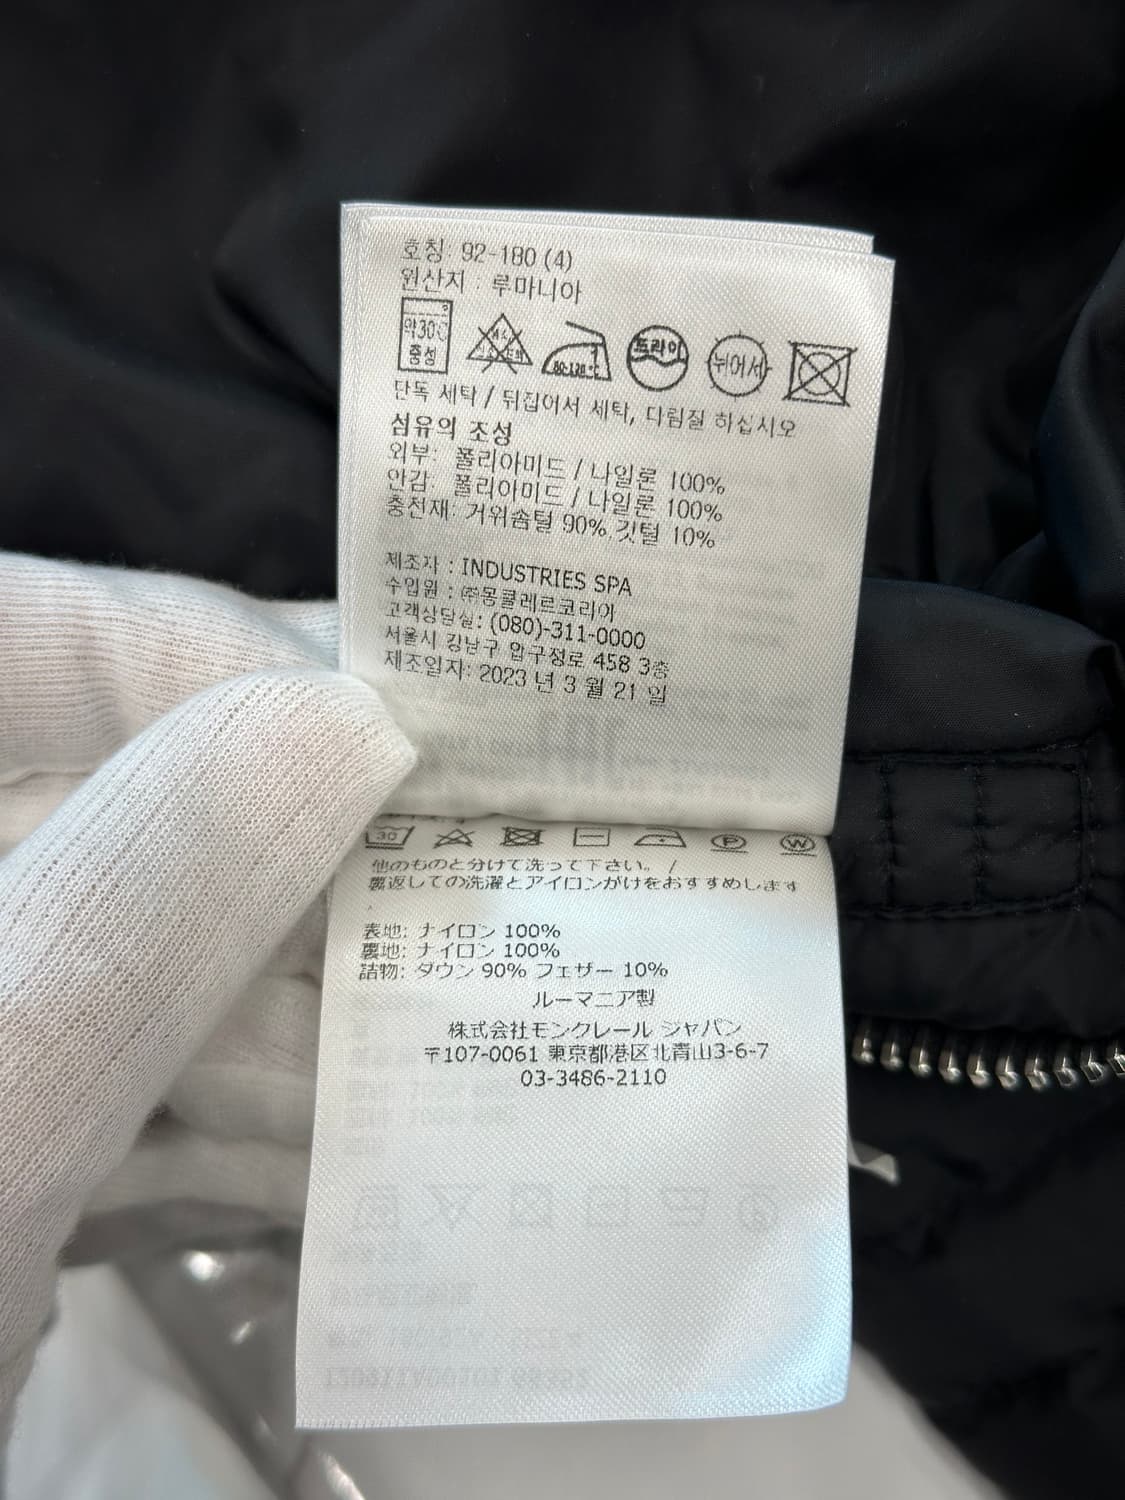 호칭: 92-180 (4)
원산지 : 루마니아
약30℃
중성
80-120℃
드라이
뉘어서
단독 세탁 / 뒤집어서 세탁, 다림질 하십시오
섬유의 조성
외부: 폴리아미드 / 나일론 100%
안감: 폴리아미드 / 나일론 100%
충전재: 거위솜털 90%.깃털 10%
제조자 : INDUSTRIES SPA
수입원 : ㈜몽클레르코리아
고객상담실: (080)-311-0000
서울시 강남구 압구정로 458 3층
제조일자: 2023 년 3 월 21 일
30 P W
他のものと分けて洗って下さい。 /
裏返しての洗濯とアイロンがけをおすすめします
表地: ナイロン 100%
裏地: ナイロン 100%
詰物: ダウン 90% フェザー 10%
ルーマニア製
株式会社モンクレール ジャパン
〒107-0061 東京都港区北青山3-6-7
03-3486-2110